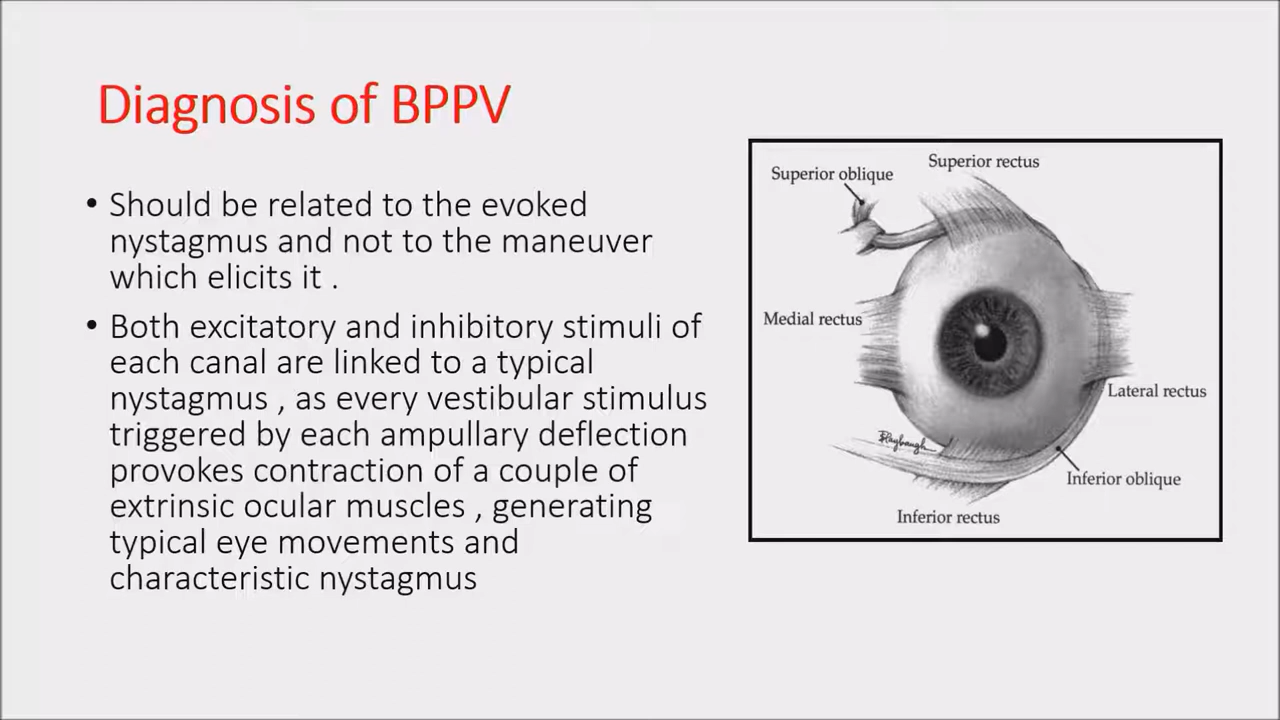 Diagnosis of BPPV
• Should be related to the evoked
nystagmus and not to the maneuver
which elicits it .
• Both excitatory and inhibitory stimuli of
each canal are linked to a typical
nystagmus , as every vestibular stimulus
triggered by each ampullary deflection
provokes contraction of a couple of
extrinsic ocular muscles , generating
typical eye movements and
characteristic nystagmus
Superior rectus
Superior oblique
Medial rectus
Lateral rectus
Inferior oblique
Inferior rectus